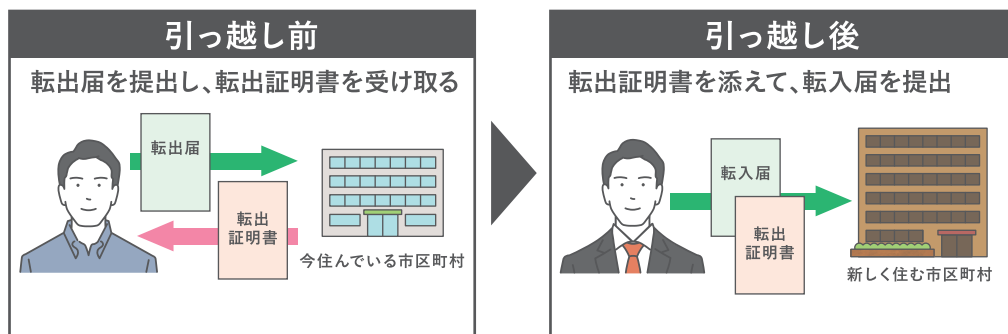 引っ越し前
転出届を提出し、転出証明書を受け取る
転出届
転出
証明書
今住んでいる市区町村
引っ越し後
転出証明書を添えて、転入届を提出
転入届
転出
証明書
新しく住む市区町村